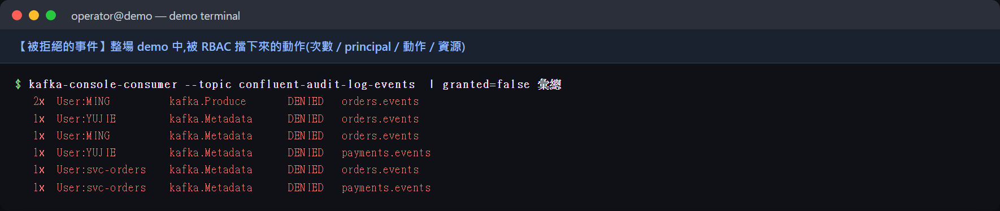 operator@demo — demo terminal
【被拒絕的事件】整場 demo 中,被 RBAC 擋下來的動作(次數 / principal / 動作 / 資源)
$ kafka-console-consumer --topic confluent-audit-log-events | granted=false 彙總
2x User:MING kafka.Produce DENIED orders.events
1x User:YUJIE kafka.Metadata DENIED orders.events
1x User:MING kafka.Metadata DENIED orders.events
1x User:YUJIE kafka.Metadata DENIED payments.events
1x User:svc-orders kafka.Metadata DENIED orders.events
1x User:svc-orders kafka.Metadata DENIED payments.events